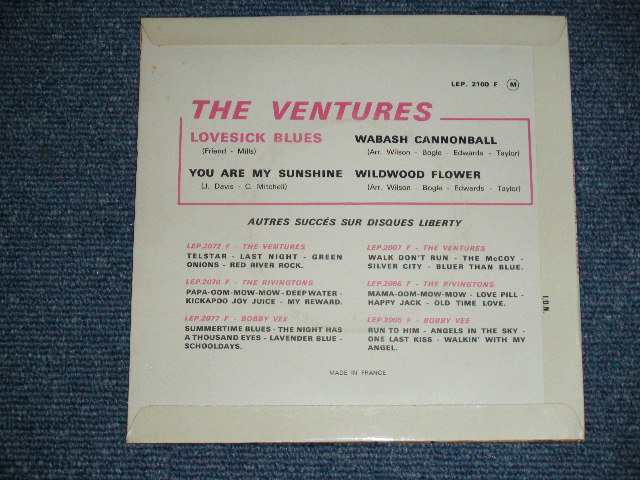 LEP. 2100 F M
THE VENTURES
LOVESICK BLUES
(Friend - Mills)
WABASH CANNONBALL
(Arr. Wilson - Bogle - Edwards - Taylor)
YOU ARE MY SUNSHINE
(J. Davis - C. Mitchell)
WILDWOOD FLOWER
(Arr. Wilson - Bogle - Edwards - Taylor)
AUTRES SUCCÉS SUR DISQUES LIBERTY
LEP.2072 F - THE VENTURES
TELSTAR - LAST NIGHT - GREEN
ONIONS - RED RIVER ROCK.
LEP.2070 F - THE RIVINGTONS
PAPA-OOM-MOW-MOW - DEEP WATER -
KICKAPOO JOY JUICE - MY REWARD.
LEP.2077 F - BOBBY VEE
SUMMERTIME BLUES - THE NIGHT HAS
A THOUSAND EYES - LAVENDER BLUE -
SCHOOLDAYS.
LEP.2007 F - THE VENTURES
WALK DON'T RUN - THE McCOY -
SILVER CITY - BLUER THAN BLUE.
LEP.2086 F - THE RIVINGTONS
MAMA-OOM-MOW-MOW - LOVE PILL -
HAPPY JACK - OLD TIME LOVE.
LEP.2005 F - BOBBY VEE
RUN TO HIM - ANGELS IN THE SKY -
ONE LAST KISS - WALKIN' WITH MY
ANGEL.
I.D.N.
MADE IN FRANCE